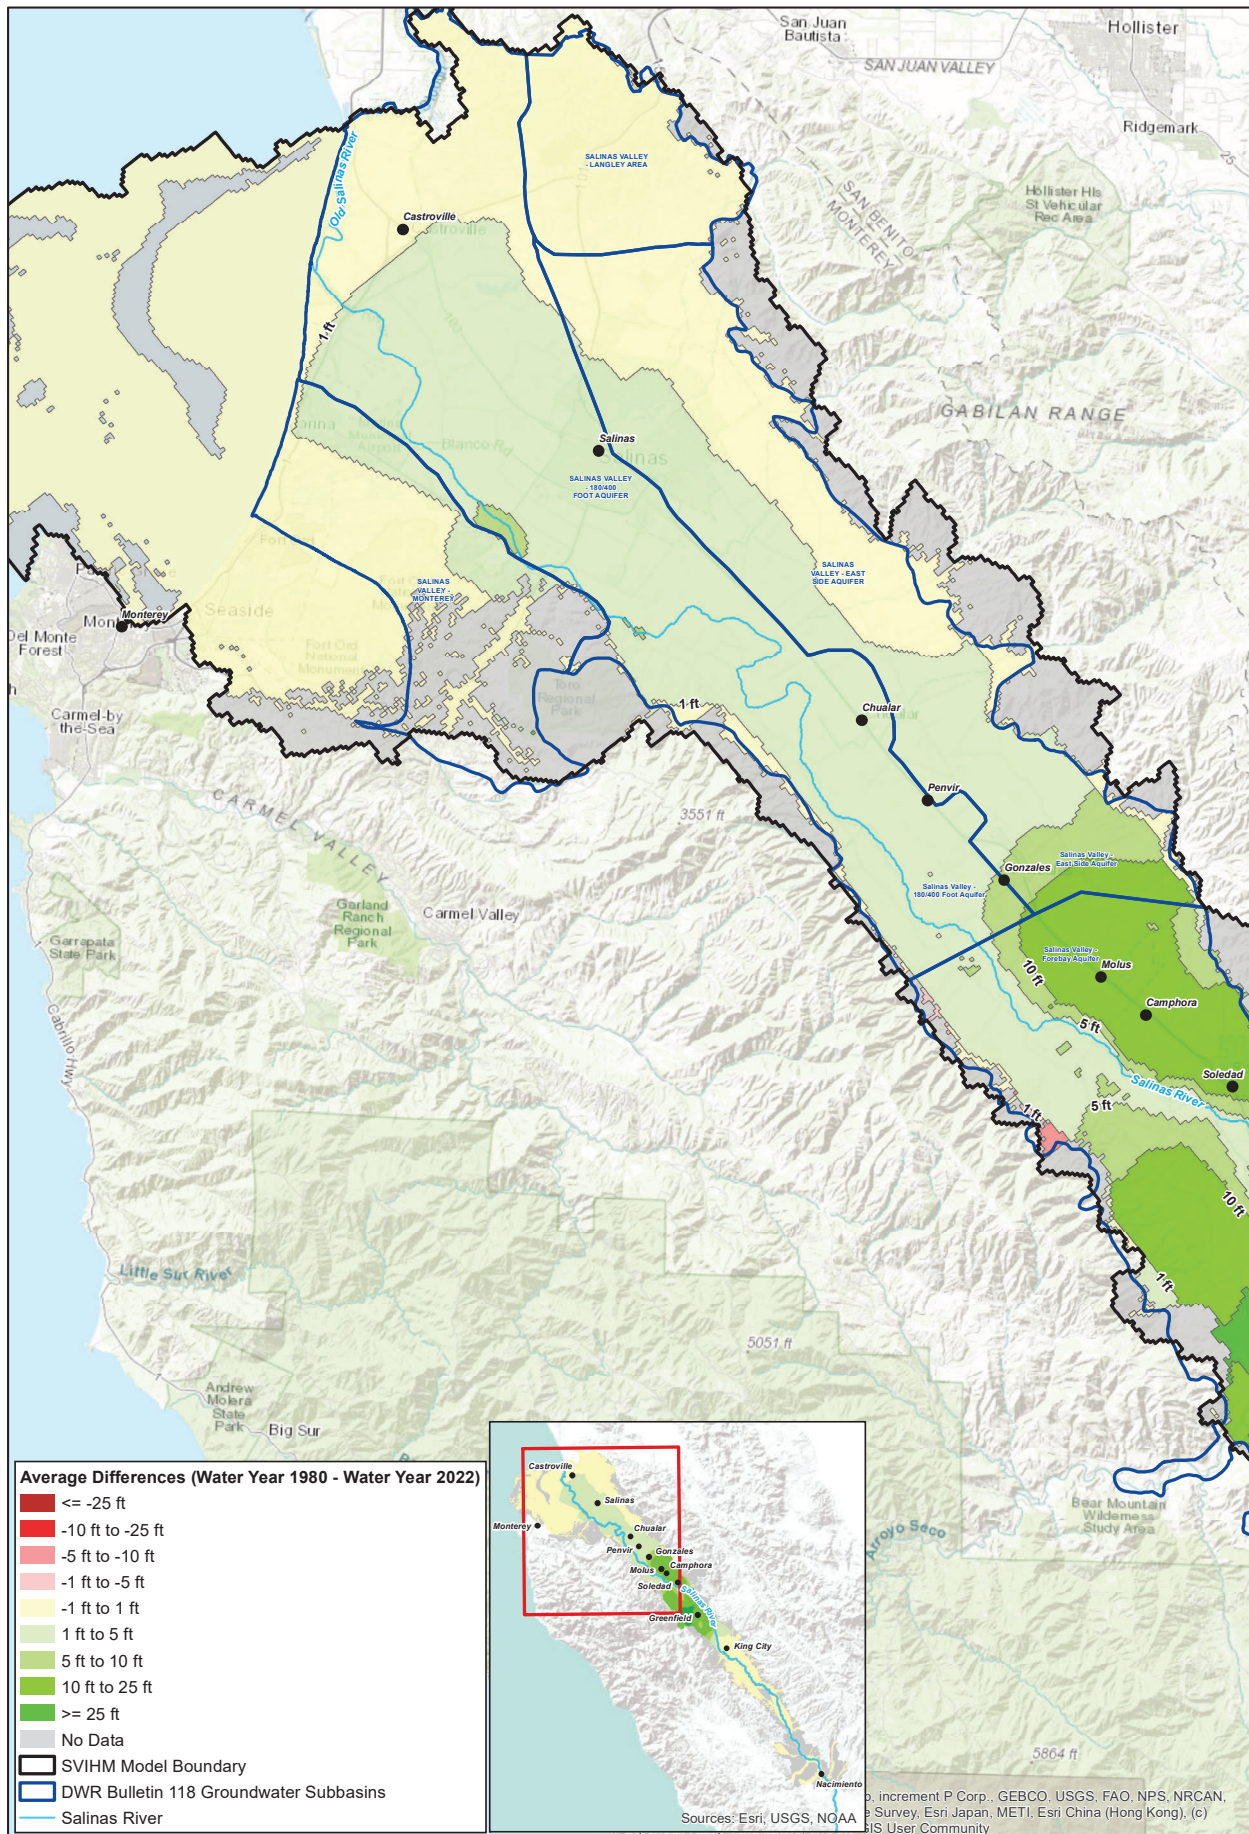 San Juan
Bautista
Hollister
SAN JUAN VALLEY
Ridgemark
25
SALINAS VALLEY
- LANGLEY AREA
101
Hollister Hls
St Vehicular
Rec Area
SAN BENITO
MONTEREY
Old Salinas River
Castroville
Castroville
1 ft
183
GABILAN RANGE
Blanco Rd
Salinas
Salinas
SALINAS VALLEY
- 180/400
FOOT AQUIFER
SALINAS
VALLEY - EAST
SIDE AQUIFER
SALINAS
VALLEY -
MONTEREY
Seaside
Monterey
Del Monte
Forest
Fort Ord
National
Monument
Toro
Regional
Park
1 ft
Carmel-by
the-Sea
Chualar
Chualar
Penvir
CARMEL VALLEY
3551 ft
Salinas Valley -
East Side Aquifer
Gonzales
Salinas Valley -
180/400 Foot Aquifer
Garland
Ranch
Regional
Park
Carmel Valley
Garrapata
State Park
Salinas Valley -
Forebay Aquifer
10 ft
Molus
Camphora
5 ft
Cabrillo Hwy
Soledad
Salinas River
1 ft
5 ft
10 ft
Little Sur River
1 ft
5051 ft
Andrew
Molera
State
Park
Big Sur
Bear Mountain
Wilderness
Study Area
Arroyo Seco
5864 ft
Average Differences (Water Year 1980 - Water Year 2022)
<= -25 ft
-10 ft to -25 ft
-5 ft to -10 ft
-1 ft to -5 ft
-1 ft to 1 ft
1 ft to 5 ft
5 ft to 10 ft
10 ft to 25 ft
>= 25 ft
No Data
SVIHM Model Boundary
DWR Bulletin 118 Groundwater Subbasins
Salinas River
Castroville
Salinas
Monterey
Chualar
Penvir
Gonzales
Molus
Camphora
Soledad
Salinas River
Greenfield
King City
Nacimiento
Sources: Esri, USGS, NOAA
increment P Corp., GEBCO, USGS, FAO, NPS, NRCAN,
Survey, Esri Japan, METI, Esri China (Hong Kong), (c)
User Community